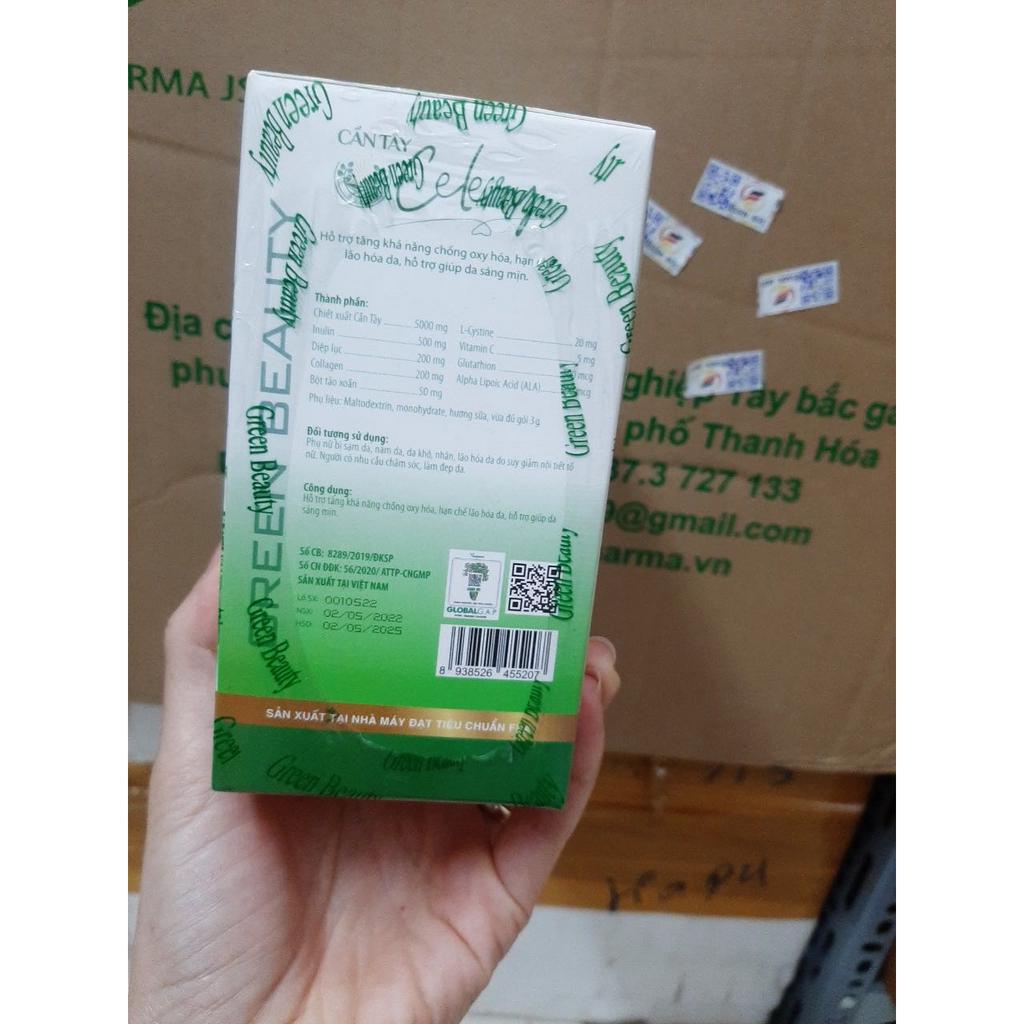 RMA JS
CẦN TÂY
Celery
Green Beauty
GREEN BEAUTY
Hỗ trợ tăng khả năng chống oxy hóa, hạn
lão hóa da, hỗ trợ giúp da sáng mịn.
Thành phần:
Chiết xuất Cần Tây 5000 mg
Inulin 500 mg
Diệp lục 200 mg
Collagen 200 mg
Bột tảo xoắn 50 mg
L-Cystine 20 mg
Vitamin C 5 mg
Glutathion mcg
Alpha Lipoic Acid (ALA) mcg
Phụ liệu: Maltodextrin, monohydrate, hương sữa, vừa đủ gói 3g
Đối tượng sử dụng:
Phụ nữ bị sạm da, nám da, da khô, nhăn, lão hóa da do suy giảm nội tiết tố
nữ. Người có nhu cầu chăm sóc, làm đẹp da.
Công dụng:
Hỗ trợ tăng khả năng chống oxy hóa, hạn chế lão hóa da, hỗ trợ giúp da
sáng mịn.
Số CB: 8289/2019/ĐKSP
Số CN ĐĐK: 56/2020/ ATTP-CNGMP
SẢN XUẤT TẠI VIỆT NAM
Lô SX: 0010522
NSX: 02/05/2022
HSD: 02/05/2025
GLOBALG.A.P
8 938526 455207
SẢN XUẤT TẠI NHÀ MÁY ĐẠT TIÊU CHUẨN
Green Beauty
Địa c
phư
ghiệp Tây bắc ga
phố Thanh Hóa
37.3 727 133
9@gmail.com
arma.vn